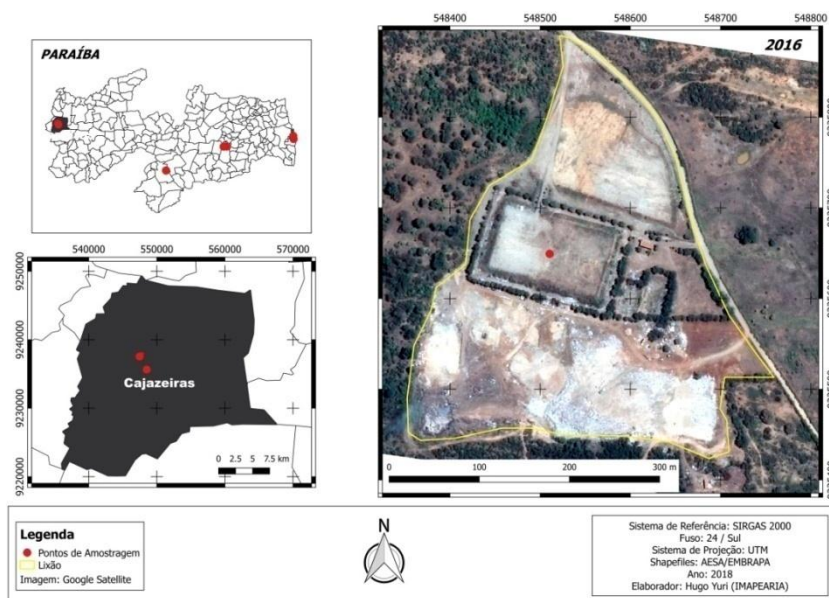 PARAÍBA
540000 550000 560000 570000
9250000
9240000
9230000
9220000
Cajazeiras
0 2.5 5 7.5 km
548400 548500 548600 548700 548800
2016
0 100 200 300 m
Legenda
Pontos de Amostragem
Lixão
Imagem: Google Satellite
N
Sistema de Referência: SIRGAS 2000
Fuso: 24 / Sul
Sistema de Projeção: UTM
Shapefiles: AESA/EMBRAPA
Ano: 2018
Elaborador: Hugo Yuri (IMAPEARIA)